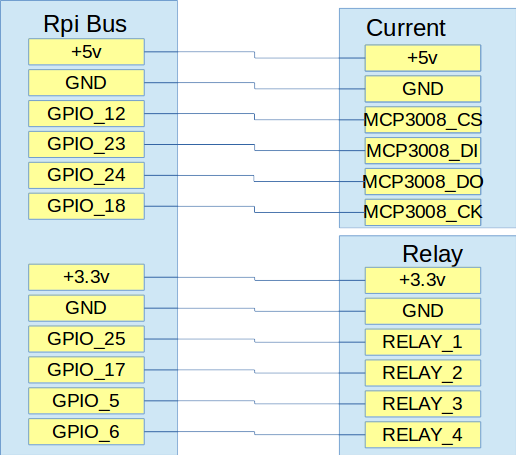 Rpi Bus
+5v
GND
GPIO_12
GPIO_23
GPIO_24
GPIO_18
+3.3v
GND
GPIO_25
GPIO_17
GPIO_5
GPIO_6
Current
+5v
GND
MCP3008_CS
MCP3008_DI
MCP3008_DO
MCP3008_CK
Relay
+3.3v
GND
RELAY_1
RELAY_2
RELAY_3
RELAY_4